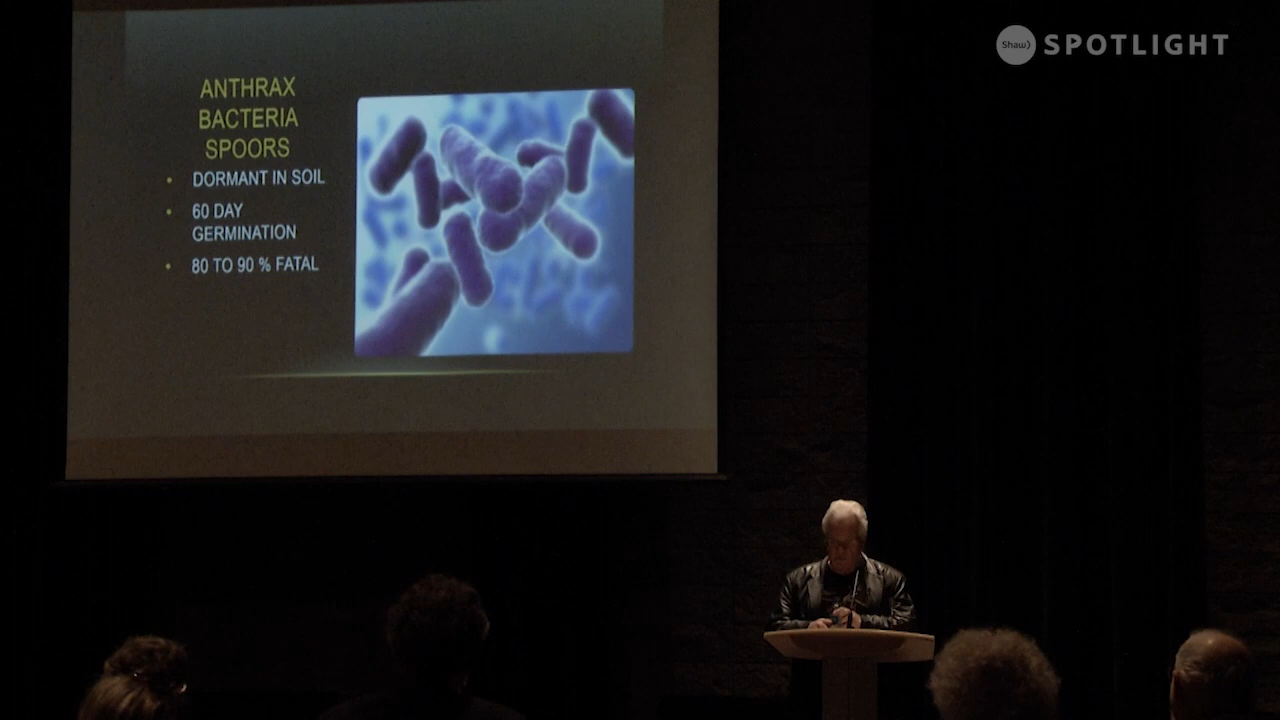 Shaw) SPOTLIGHT
ANTHRAX
BACTERIA
SPOORS
• DORMANT IN SOIL
• 60 DAY
GERMINATION
• 80 TO 90 % FATAL